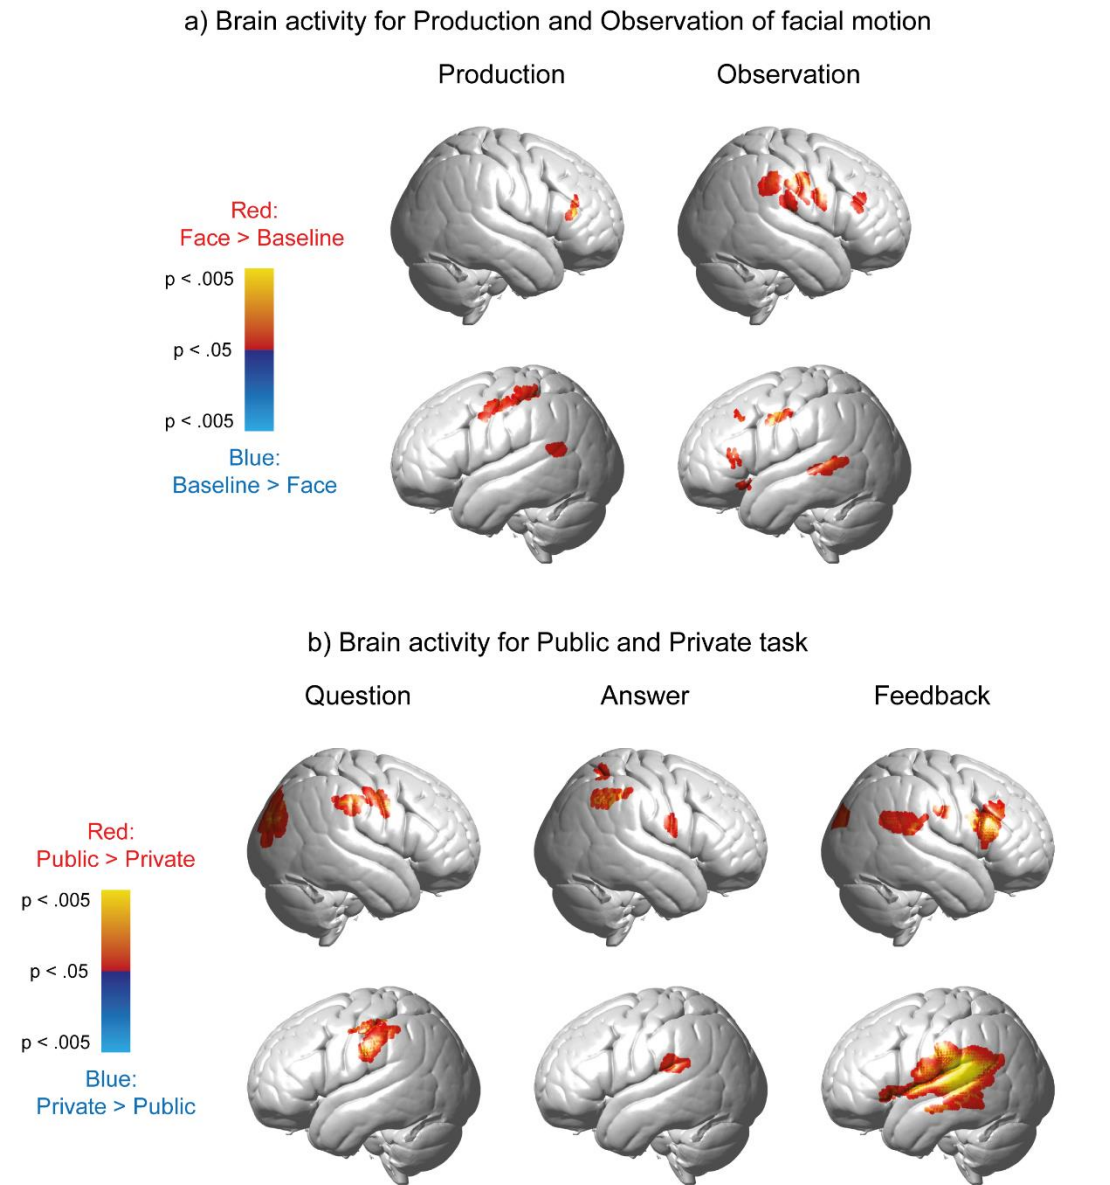 a) Brain activity for Production and Observation of facial motion
Production
Observation
Red:
Face > Baseline
p < .005
p < .05
p < .005
Blue:
Baseline > Face
b) Brain activity for Public and Private task
Question
Answer
Feedback
Red:
Public > Private
p < .005
p < .05
p < .005
Blue:
Private > Public